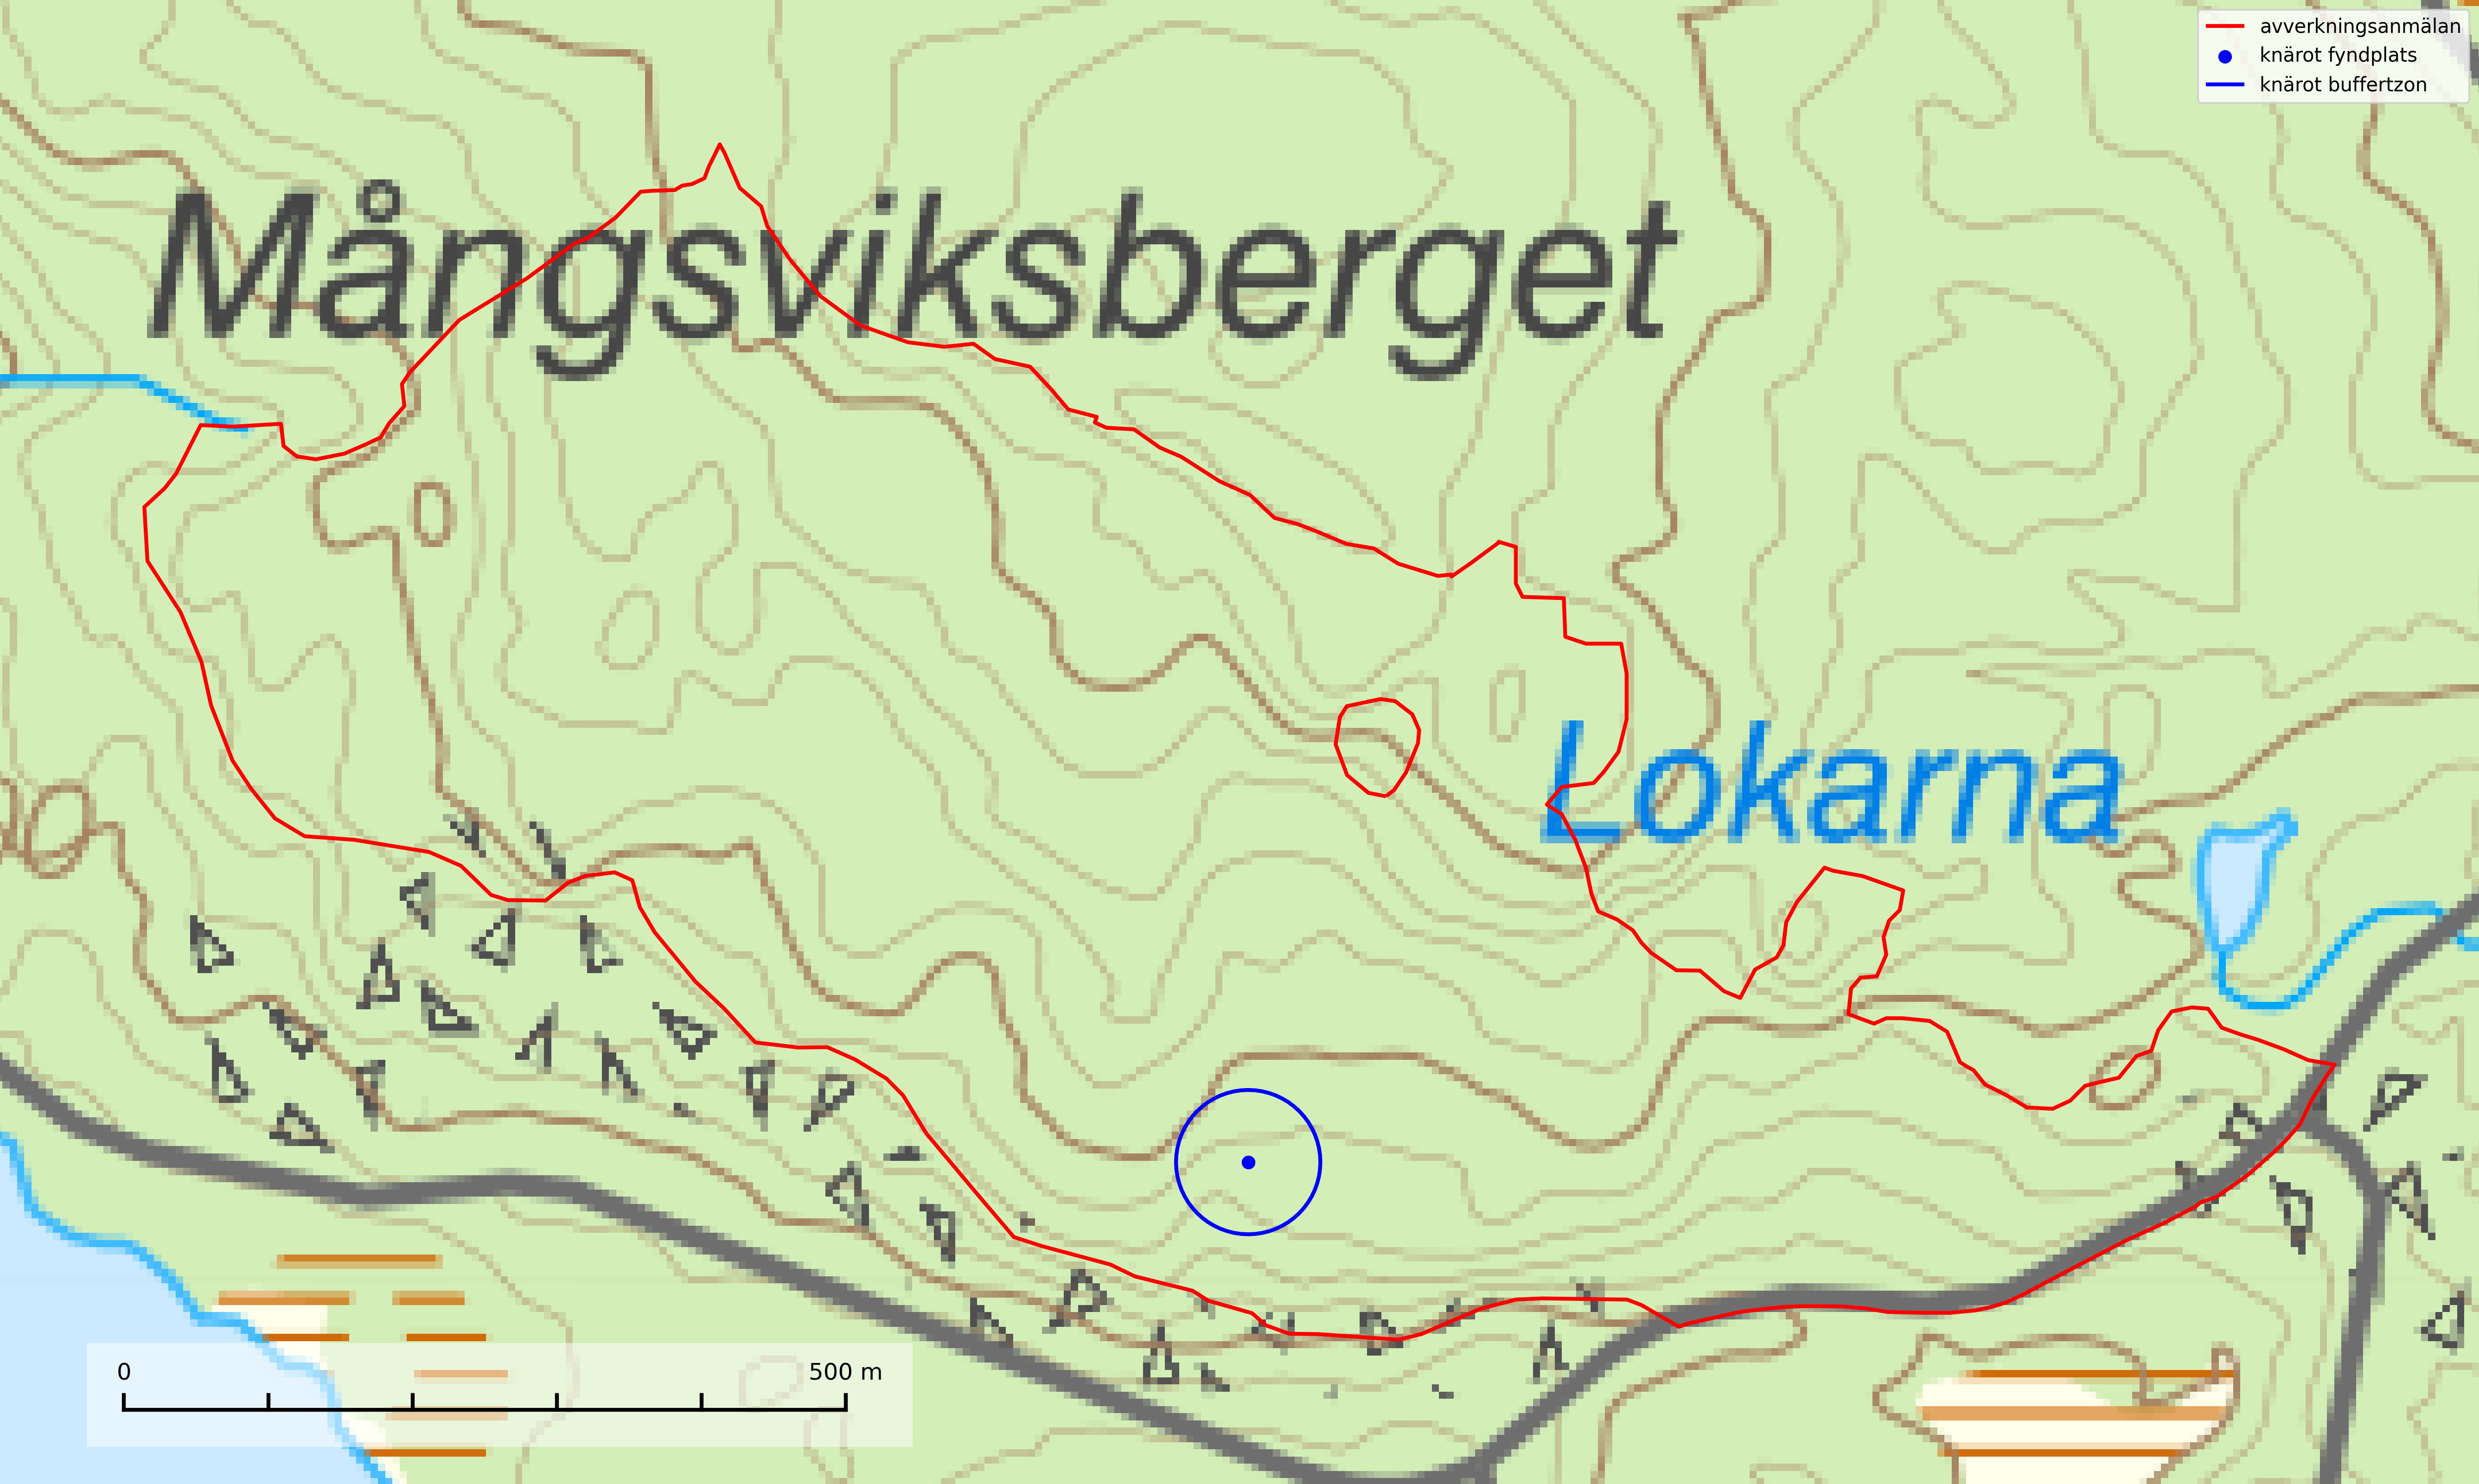 avverkningsanmälan
knärot fyndplats
knärot buffertzon
Mångsviksberget
Lokarna
0 500 m